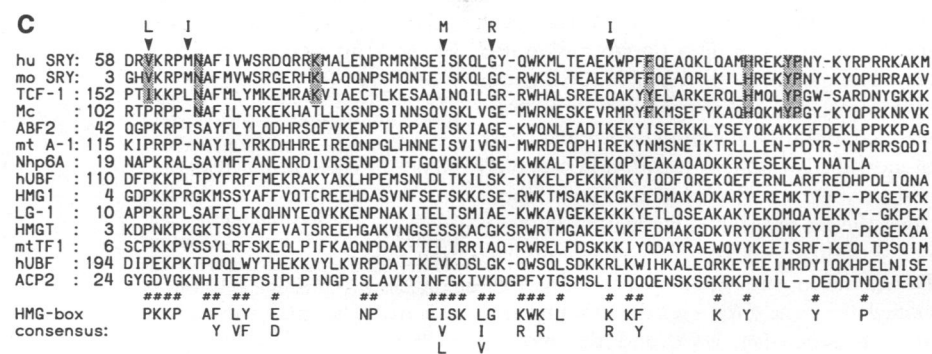 C
L I M R I
hu SRY: 58 DRVKRPMNAFIVWSRDQRRKMALENPRMRNSEISKQLGY-QWKMLTEAEKWPFFQEAQKLQAMHREKYPNY-KYRPRRKAKM
mo SRY: 3 GHVKRPMNAFMVWSRGERHKLAQQNPSMQNTEISKQLGC-RWKSLTEAEKRPFFQEAQRLKILHREKYPNY-KYQPHRRAKV
TCF-1 : 152 PTIKKPLNAFMLYMKEMRAKVIAECTLKESAAINQILGR-RWHALSREEQAKYYELARKERQLHMQLYPGW-SARDNYGKKK
Mc : 102 RTPRPP-NAFILYRKEKHATLLKSNPSINNSQVSKLVGE-MWRNESKEVRMRYFKMSEFYKAQHQKMYPGY-KYQPRKNKVK
ABF2 : 42 QGPKRPTSAYFLYLQDHRSQFVKENPTLRPAEISKIAGE-KWQNLEADIKEKYISERKKLYSEYQKAKKEFDEKLPPKKPAG
mt A-1: 115 KIPRPP-NAYILYRKDHHREIREQNPGLHNNEISVIVGN-MWRDEQPHIREKYNMSNEIKTRLLLENPDYR-YNPRRSQDI
Nhp6A : 19 NAPKRALSAYMFFANENRDIVRSENPDITFGQVGKKLGE-KWKALTPEEKQPYEAKAQADKKRYESEKELYNATLA
hUBF : 110 DFPKKPLTPYFRFFMEKRAKYAKLHPEMSNLDLTKILSK-KYKELPEKKKMKYIQDFQREKQEFERNLARFREDHPDLIQNA
HMG1 : 4 GDPKKPRGKMSSYAFFVQTCREEHDASVNFSEFSKKCSE-RWKTMSAKEKGKFEDMAKADKARYEREMKTYIP--PKGETKK
LG-1 : 10 APPKRPLSAFFLFKQHNYEQVKKENPNAKITELTSMIAE-KWKAVGEKEKKKYETLQSEAKAKYEKDMQAYEKKY--GKPEK
HMGT : 3 KDPNKPKGKTSSYAFFVATSREEHGAKVNGSESSKACGKSRWRTMGAKEKVKFEDMAKGDKVRYDKDMKTYIP--PKGEKAA
mtTF1 : 6 SCPKKPVSSYLRFSKEQLPIFKAQNPDAKTTELIRRIAQ-RWRELPDSKKKIYQDAYRAEWQVYKEEISRF-KEQLTPSQIM
hUBF : 194 DIPEKPKTPQQLWYTHEKKVYLKVRPDATTKEVKDSLGK-QWSQLSDKKRLKWIHKALEQRKEYEEIMRDYIQKHPELNISE
ACP2 : 24 GYGDVGKNHITEFPSIPLPINGPISLAVKYINFGKTVKDGPFYTGSMSLIIDQQENSKSGKRKPNIIL--DEDDTNDGIERY
#### ## ## # ## #### ## ### # # ## # # # #
HMG-box PKKP AF LY E NP EISK LG KWK L K KF K Y Y P
consensus: Y VF D V I R R R Y
L V